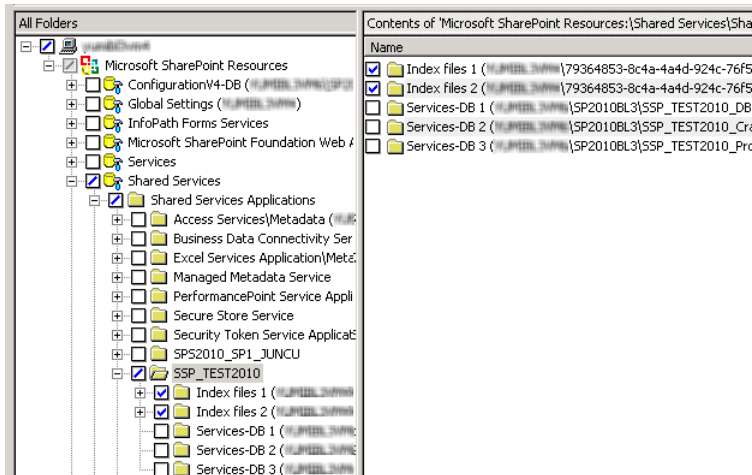 All Folders
Microsoft SharePoint Resources
ConfigurationV4-DB (
Global Settings (
InfoPath Forms Services
Microsoft SharePoint Foundation Web A
Services
Shared Services
Shared Services Applications
Access Services\Metadata (
Business Data Connectivity Ser
Excel Services Application\Meta
Managed Metadata Service
PerformancePoint Service Appli
Secure Store Service
Security Token Service Applicat
SPS2010_SP1_JUNCU
SSP_TEST2010
Index files 1 (
Index files 2 (
Services-DB 1 (
Services-DB 2 (
Services-DB 3 (
Contents of 'Microsoft SharePoint Resources:\Shared Services\Sha
Name
Index files 1 ( \79364853-8c4a-4a4d-924c-76f5
Index files 2 ( \79364853-8c4a-4a4d-924c-76f5
Services-DB 1 ( \SP2010BL3\SSP_TEST2010_DB
Services-DB 2 ( \SP2010BL3\SSP_TEST2010_Cra
Services-DB 3 ( \SP2010BL3\SSP_TEST2010_Pro